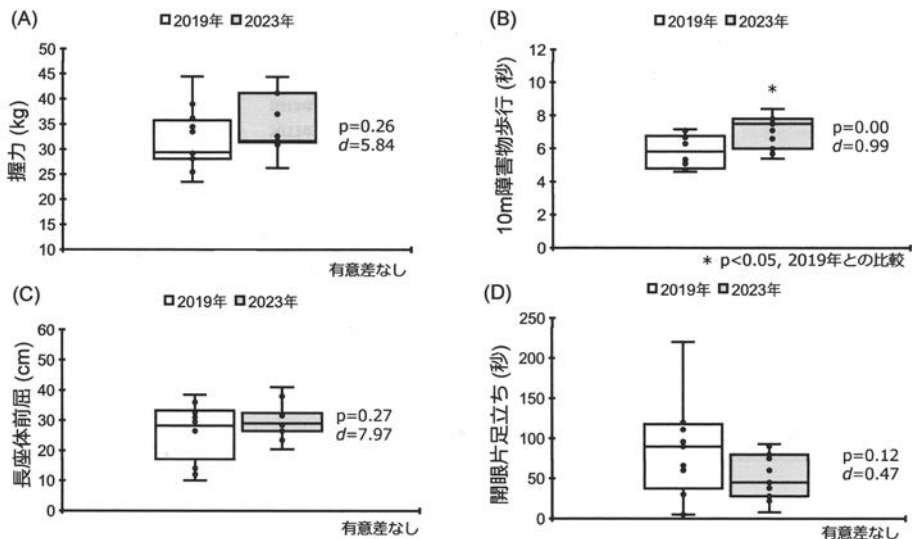 (A)
□2019年 ■2023年
握力 (kg)
50
45
40
35
30
25
20
15
10
p=0.26
d=5.84
有意差なし
(B)
□2019年 ■2023年
10m障害物歩行 (秒)
12
10
8
6
4
2
0
*
p=0.00
d=0.99
* p<0.05, 2019年との比較
(C)
□2019年 ■2023年
長座体前屈 (cm)
60
50
40
30
20
10
0
p=0.27
d=7.97
有意差なし
(D)
□2019年 ■2023年
開眼片足立ち (秒)
250
200
150
100
50
0
p=0.12
d=0.47
有意差なし